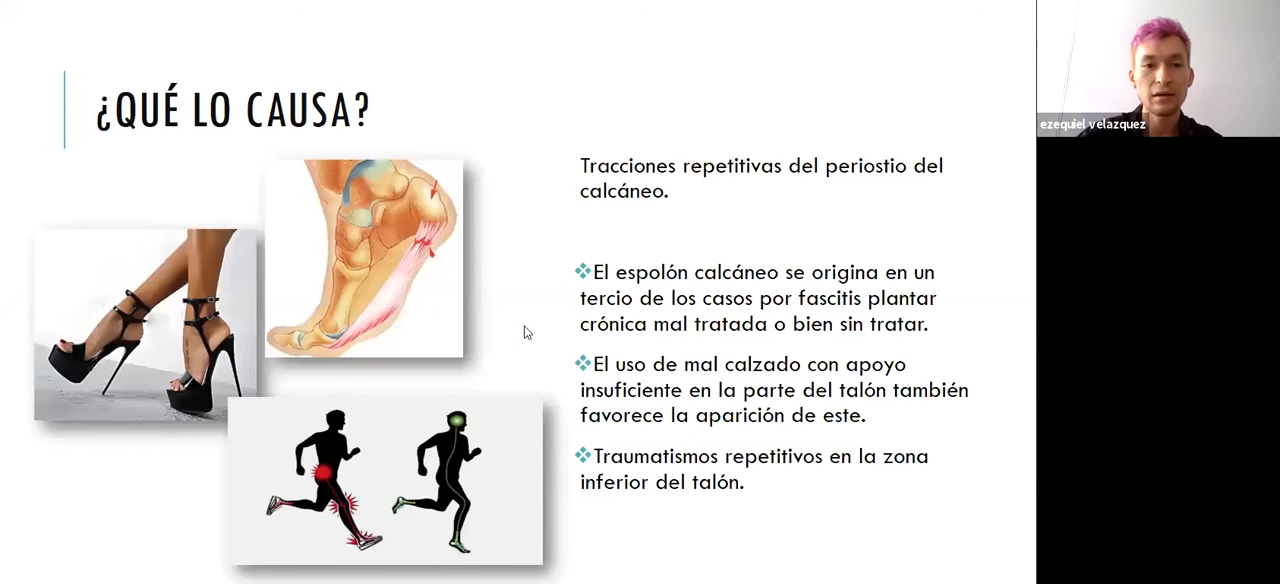 ¿QUÉ LO CAUSA?
ezequiel velazquez
Tracciones repetitivas del periostio del
calcáneo.
❖El espolón calcáneo se origina en un
tercio de los casos por fascitis plantar
crónica mal tratada o bien sin tratar.
❖El uso de mal calzado con apoyo
insuficiente en la parte del talón también
favorece la aparición de este.
❖Traumatismos repetitivos en la zona
inferior del talón.